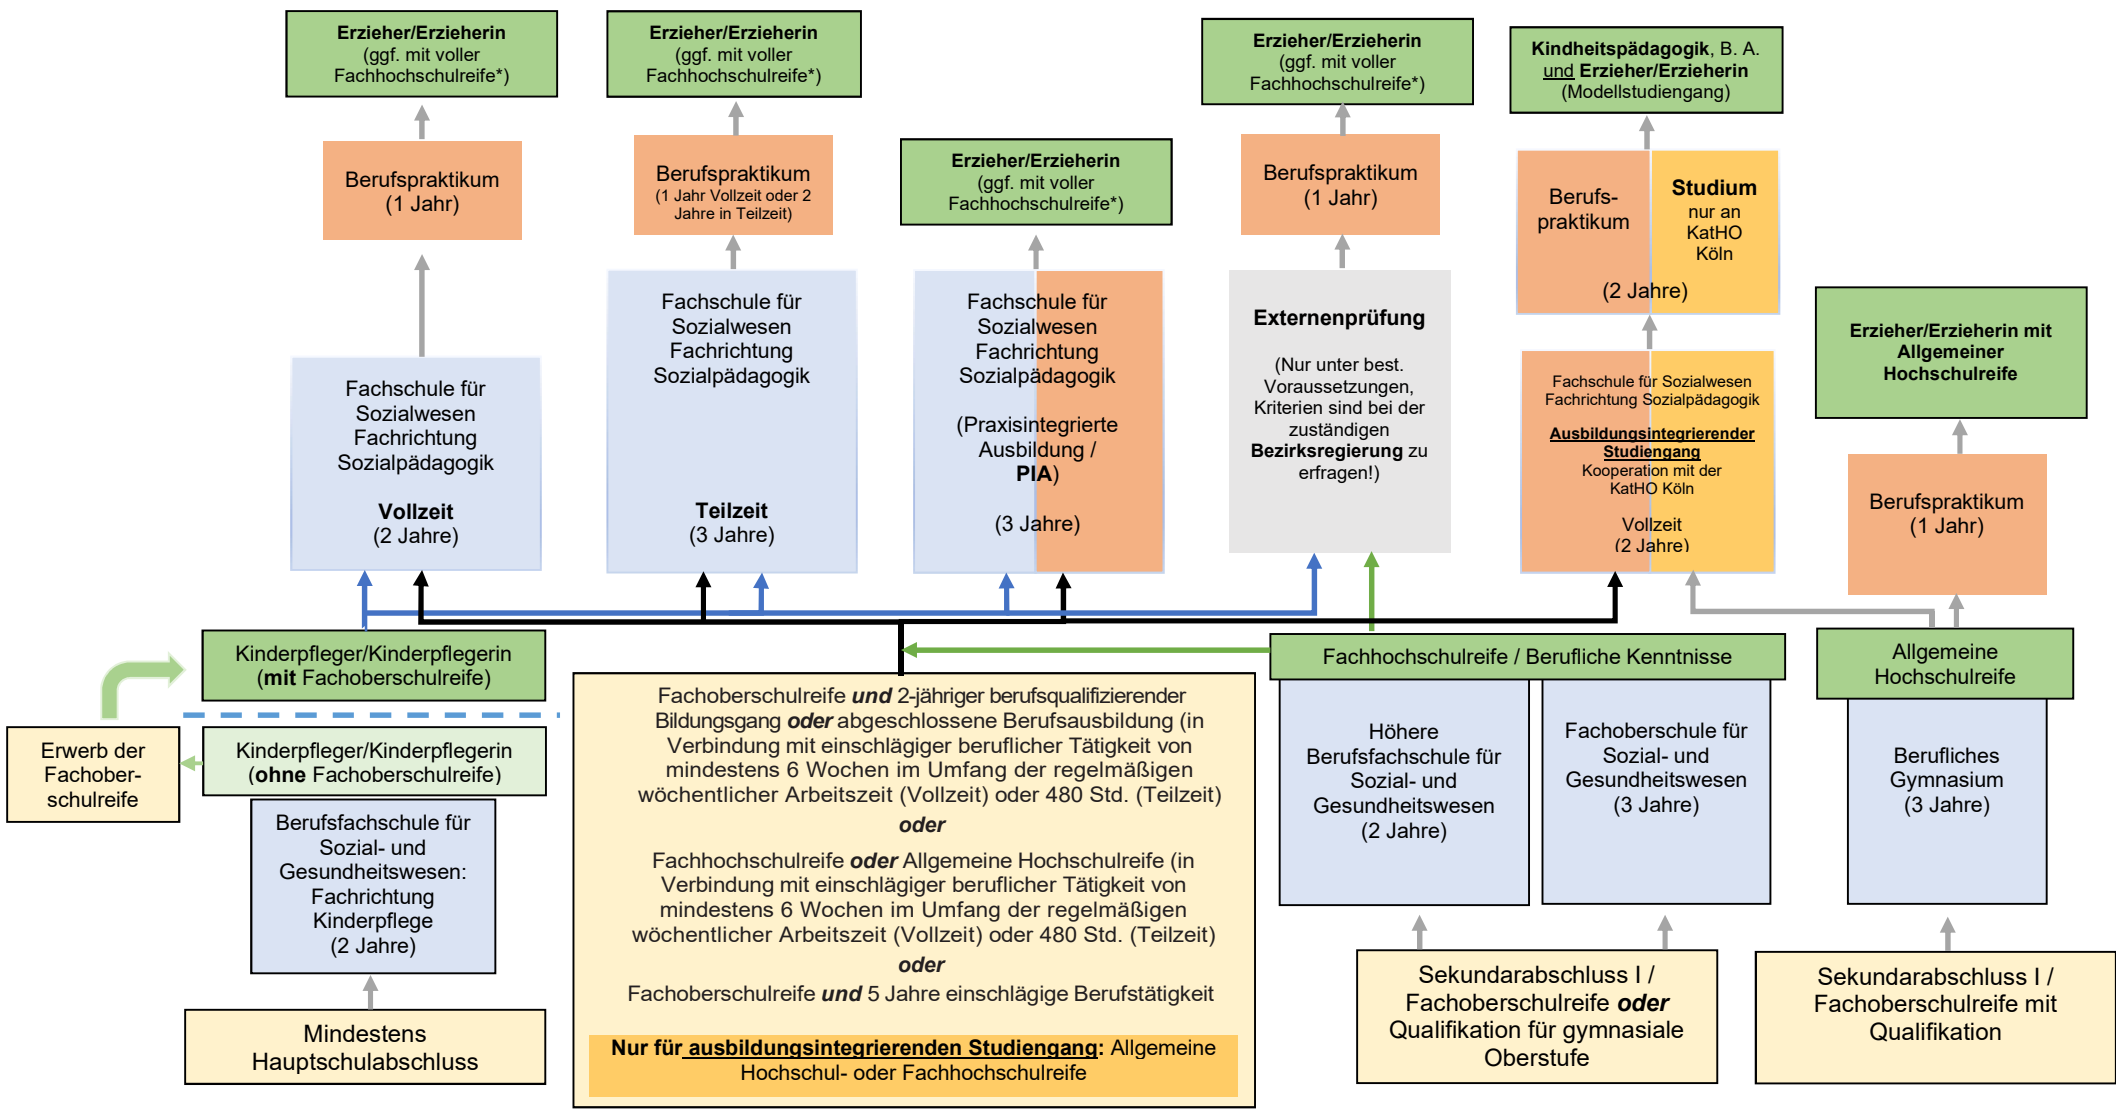 Erzieher/Erzieherin
(ggf. mit voller
Fachhochschulreife*)
Erzieher/Erzieherin
(ggf. mit voller
Fachhochschulreife*)
Erzieher/Erzieherin
(ggf. mit voller
Fachhochschulreife*)
Erzieher/Erzieherin
(ggf. mit voller
Fachhochschulreife*)
Kindheitspädagogik, B. A.
und Erzieher/Erzieherin
(Modellstudiengang)
Berufspraktikum
(1 Jahr)
Berufspraktikum
(1 Jahr Vollzeit oder 2
Jahre in Teilzeit)
Berufspraktikum
(1 Jahr)
Berufs-
praktikum
Studium
nur an
KatHO
Köln
(2 Jahre)
Erzieher/Erzieherin mit
Allgemeiner
Hochschulreife
Fachschule für
Sozialwesen
Fachrichtung
Sozialpädagogik
Vollzeit
(2 Jahre)
Fachschule für
Sozialwesen
Fachrichtung
Sozialpädagogik
Teilzeit
(3 Jahre)
Fachschule für
Sozialwesen
Fachrichtung
Sozialpädagogik
(Praxisintegrierte
Ausbildung /
PIA)
(3 Jahre)
Externenprüfung
(Nur unter best.
Voraussetzungen,
Kriterien sind bei der
zuständigen
Bezirksregierung zu
erfragen!)
Fachschule für Sozialwesen
Fachrichtung Sozialpädagogik
Ausbildungsintegrierender
Studiengang
Kooperation mit der
KatHO Köln
Vollzeit
(2 Jahre)
Berufspraktikum
(1 Jahr)
Kinderpfleger/Kinderpflegerin
(mit Fachoberschulreife)
Erwerb der
Fachober-
schulreife
Kinderpfleger/Kinderpflegerin
(ohne Fachoberschulreife)
Berufsfachschule für
Sozial- und
Gesundheitswesen:
Fachrichtung
Kinderpflege
(2 Jahre)
Mindestens
Hauptschulabschluss
Fachoberschulreife und 2-jähriger berufsqualifizierender
Bildungsgang oder abgeschlossene Berufsausbildung (in
Verbindung mit einschlägiger beruflicher Tätigkeit von
mindestens 6 Wochen im Umfang der regelmäßigen
wöchentlicher Arbeitszeit (Vollzeit) oder 480 Std. (Teilzeit)
oder
Fachhochschulreife oder Allgemeine Hochschulreife (in
Verbindung mit einschlägiger beruflicher Tätigkeit von
mindestens 6 Wochen im Umfang der regelmäßigen
wöchentlicher Arbeitszeit (Vollzeit) oder 480 Std. (Teilzeit)
oder
Fachoberschulreife und 5 Jahre einschlägige Berufstätigkeit
Nur für ausbildungsintegrierenden Studiengang: Allgemeine
Hochschul- oder Fachhochschulreife
Fachhochschulreife / Berufliche Kenntnisse
Höhere
Berufsfachschule für
Sozial- und
Gesundheitswesen
(2 Jahre)
Fachoberschule für
Sozial- und
Gesundheitswesen
(3 Jahre)
Sekundarabschluss I /
Fachoberschulreife oder
Qualifikation für gymnasiale
Oberstufe
Allgemeine
Hochschulreife
Berufliches
Gymnasium
(3 Jahre)
Sekundarabschluss I /
Fachoberschulreife mit
Qualifikation